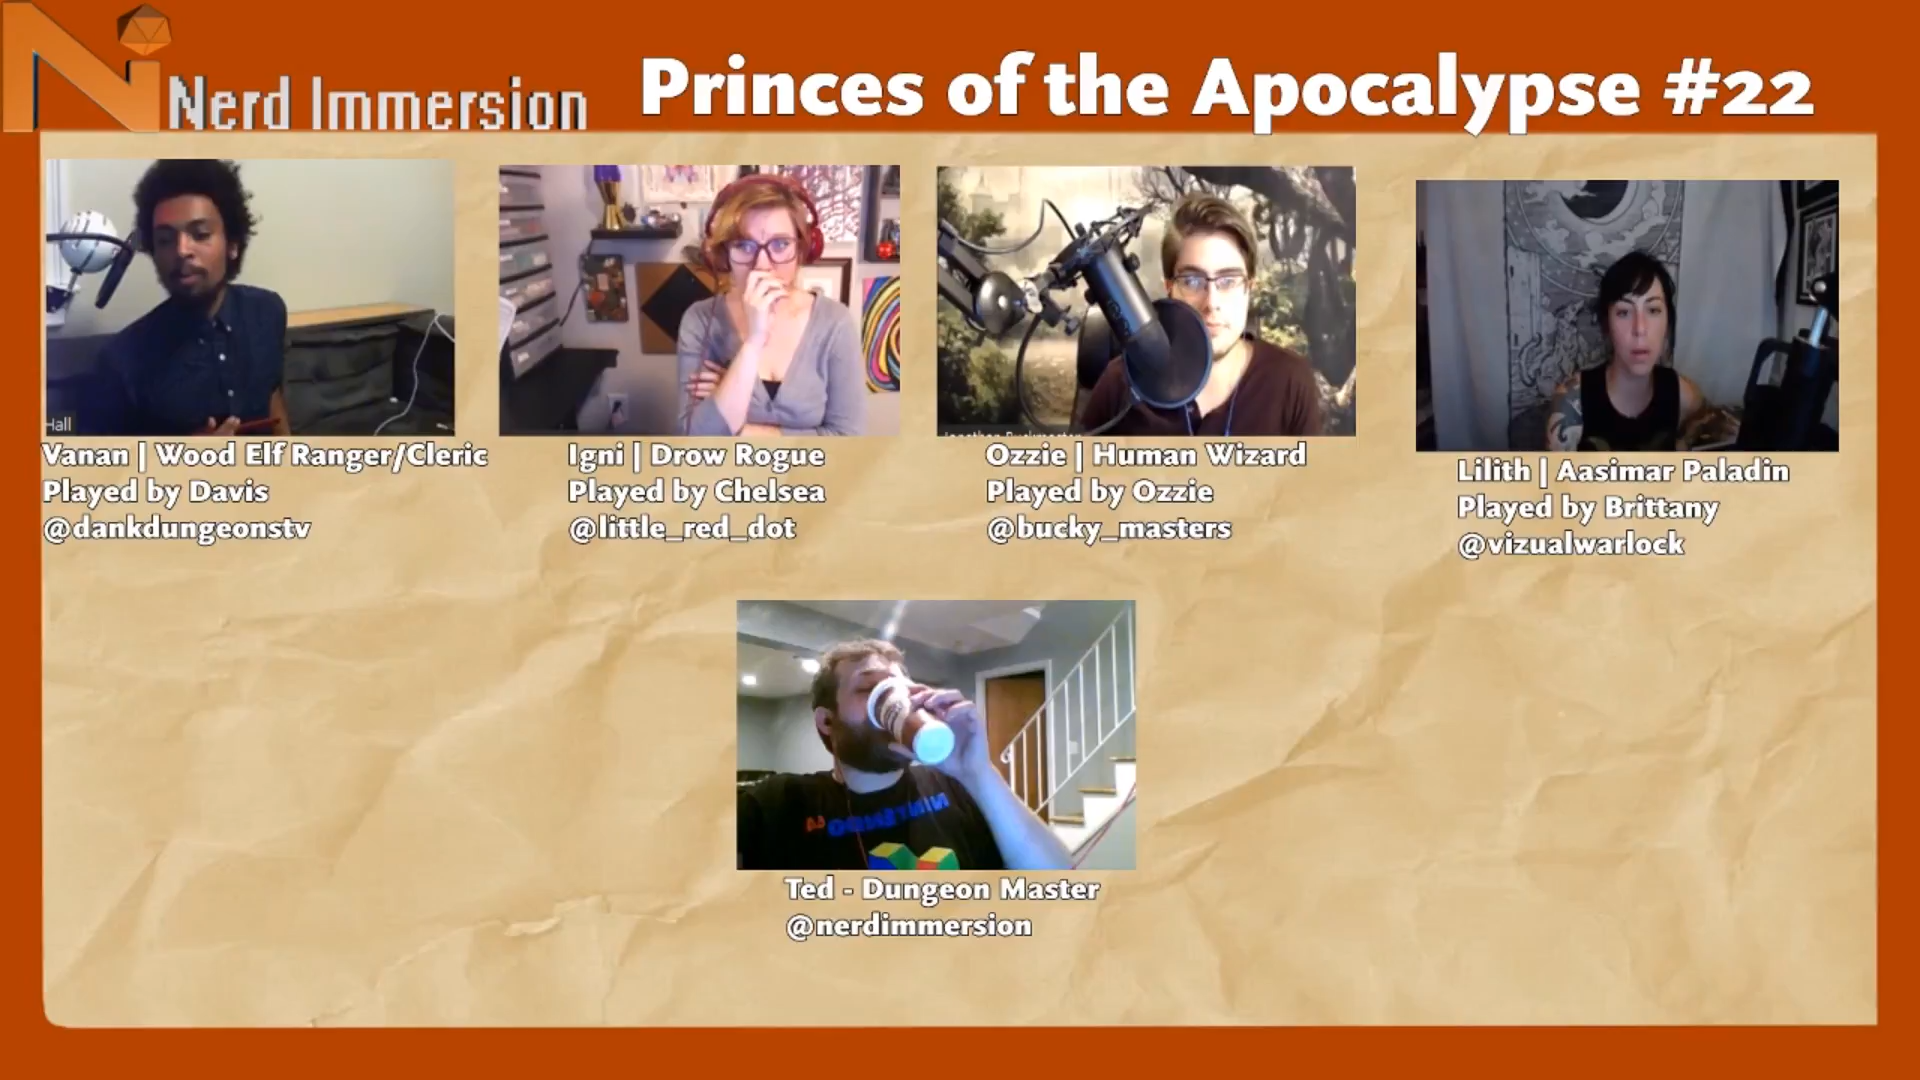 Nerd Immersion
Princes of the Apocalypse #22
Hall
Vanan | Wood Elf Ranger/Cleric
Played by Davis
@dankdungeonstv
Igni | Drow Rogue
Played by Chelsea
@little_red_dot
Ozzie | Human Wizard
Played by Ozzie
@bucky_masters
Lilith | Aasimar Paladin
Played by Brittany
@vizualwarlock
NINTENDO 64
Ted - Dungeon Master
@nerdimmersion